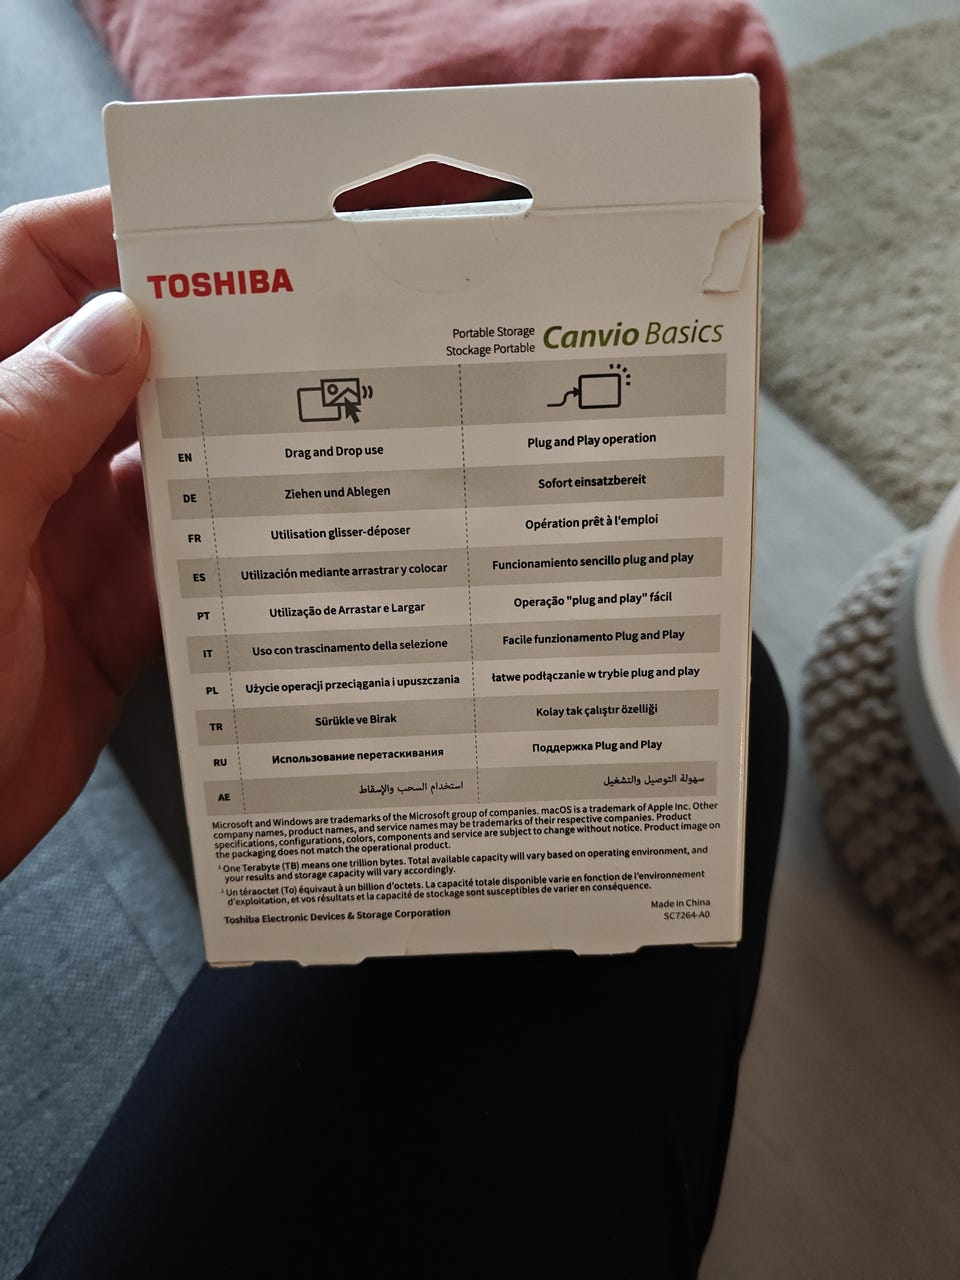 TOSHIBA
Portable Storage
Stockage Portable
Canvio Basics
EN Drag and Drop use Plug and Play operation
DE Ziehen und Ablegen Sofort einsatzbereit
FR Utilisation glisser-déposer Opération prêt à l'emploi
ES Utilización mediante arrastrar y colocar Funcionamiento sencillo plug and play
PT Utilização de Arrastar e Largar Operação "plug and play" fácil
IT Uso con trascinamento della selezione Facile funzionamento Plug and Play
PL Użycie operacji przeciągania i upuszczania łatwe podłączanie w trybie plug and play
TR Sürükle ve Birak Kolay tak çalıştır özelliği
RU Использование перетаскивания Поддержка Plug and Play
AE استخدام السحب والإسقاط سهولة التوصيل والتشغيل
Microsoft and Windows are trademarks of the Microsoft group of companies. macOS is a trademark of Apple Inc. Other
company names, product names, and service names may be trademarks of their respective companies. Product
specifications, configurations, colors, components and service are subject to change without notice. Product image on
the packaging does not match the operational product.
¹ One Terabyte (TB) means one trillion bytes. Total available capacity will vary based on operating environment, and
your results and storage capacity will vary accordingly.
¹ Un téraoctet (To) équivaut à un billion d'octets. La capacité totale disponible varie en fonction de l'environnement
d'exploitation, et vos résultats et la capacité de stockage sont susceptibles de varier en conséquence.
Toshiba Electronic Devices & Storage Corporation
Made in China
SC7264-A0